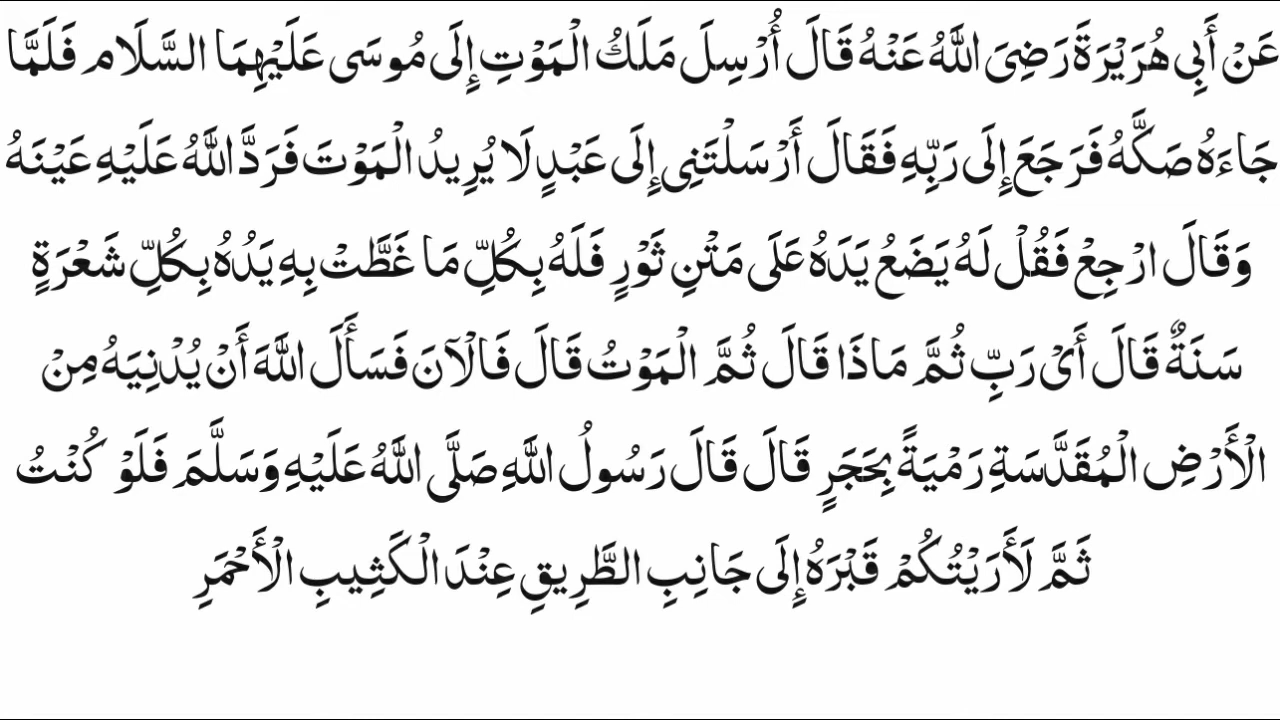 عَنْ أَبِي هُرَيْرَةَ رَضِيَ اللَّهُ عَنْهُ قَالَ أُرْسِلَ مَلَكُ الْمَوْتِ إِلَى مُوسَى عَلَيْهِمَا السَّلَام فَلَمَّا
جَاءَهُ صَكَّهُ فَرَجَعَ إِلَى رَبِّهِ فَقَالَ أَرْسَلْتَنِي إِلَى عَبْدٍ لَا يُرِيدُ الْمَوْتَ فَرَدَّ اللَّهُ عَلَيْهِ عَيْنَهُ
وَقَالَ ارْجِعْ فَقُلْ لَهُ يَضَعُ يَدَهُ عَلَى مَتْنِ ثَوْرٍ فَلَهُ بِكُلِّ مَا غَطَّتْ بِهِ يَدُهُ بِكُلِّ شَعْرَةٍ
سَنَةٌ قَالَ أَيْ رَبِّ ثُمَّ مَاذَا قَالَ ثُمَّ الْمَوْتُ قَالَ فَالْآنَ فَسَأَلَ اللَّهَ أَنْ يُدْنِيَهُ مِنْ
الْأَرْضِ الْمُقَدَّسَةِ رَمْيَةً بِحَجَرٍ قَالَ قَالَ رَسُولُ اللَّهِ صَلَّى اللَّهُ عَلَيْهِ وَسَلَّمَ فَلَوْ كُنْتُ
ثَمَّ لَأَرَيْتُكُمْ قَبْرَهُ إِلَى جَانِبِ الطَّرِيقِ عِنْدَ الْكَثِيبِ الْأَحْمَرِ